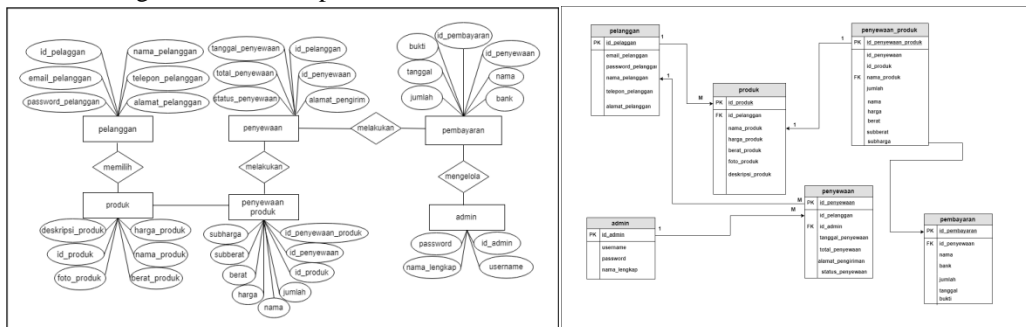 id_pelaggan
nama_pelanggan
email_pelanggan
telepon_pelanggan
password_pelanggan
alamat_pelanggan
pelanggan
memilih
produk
deskripsi_produk
harga_produk
id_produk
nama_produk
foto_produk
berat_produk
tanggal_penyewaan
id_pelanggan
total_penyewaan
id_penyewaan
status_penyewaan
alamat_pengirim
penyewaan
melakukan
melakukan
penyewaan
produk
subharga
id_penyewaan_produk
subberat
id_penyewaan
berat
id_produk
harga
jumlah
nama
bukti
id_pembayaran
id_penyewaan
tanggal
nama
jumlah
bank
pembayaran
mengelola
admin
password
id_admin
nama_lengkap
username
pelanggan
PK id_pelaggan
email_pelanggan
password_pelanggan
nama_pelanggan
telepon_pelanggan
alamat_pelanggan
1
1
M
produk
PK id_produk
FK id_pelanggan
nama_produk
harga_produk
berat_produk
foto_produk
deskripsi_produk
1
1
penyewaan_produk
PK id_penyewaan_produk
id_penyewaan
id_produk
FK nama_produk
jumlah
nama
harga
berat
subberat
subharga
admin
PK id_admin
username
password
nama_lengkap
1
M
M
penyewaan
PK id_penyewaan
id_pelanggan
FK id_admin
tanggal_penyewaan
total_penyewaan
alamat_pengiriman
status_penyewaan
pembayaran
PK id_pembayaran
FK id_penyewaan
nama
bank
jumlah
tanggal
bukti